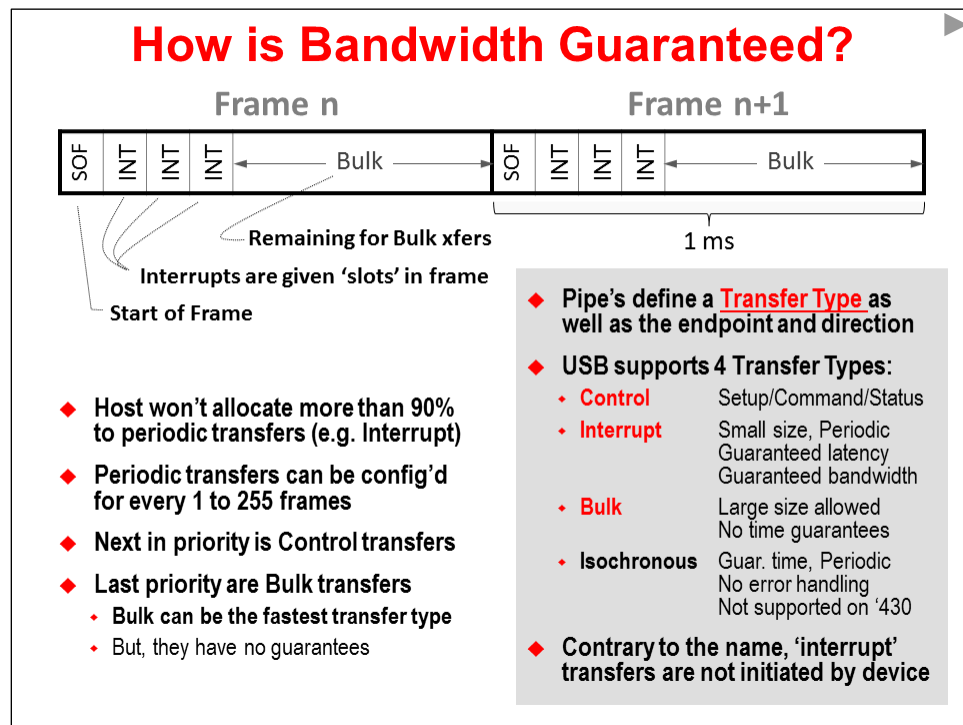 How is Bandwidth Guaranteed?
Frame n
Frame n+1
SOF
INT
INT
INT
Bulk
SOF
INT
INT
INT
Bulk
Remaining for Bulk xfers
1 ms
Interrupts are given ‘slots’ in frame
Start of Frame
Host won’t allocate more than 90%
to periodic transfers (e.g. Interrupt)
Periodic transfers can be config’d
for every 1 to 255 frames
Next in priority is Control transfers
Last priority are Bulk transfers
Bulk can be the fastest transfer type
But, they have no guarantees
Pipe’s define a Transfer Type as
well as the endpoint and direction
USB supports 4 Transfer Types:
Control Setup/Command/Status
Interrupt Small size, Periodic
Guaranteed latency
Guaranteed bandwidth
Bulk Large size allowed
No time guarantees
Isochronous Guar. time, Periodic
No error handling
Not supported on ‘430
Contrary to the name, ‘interrupt’
transfers are not initiated by device